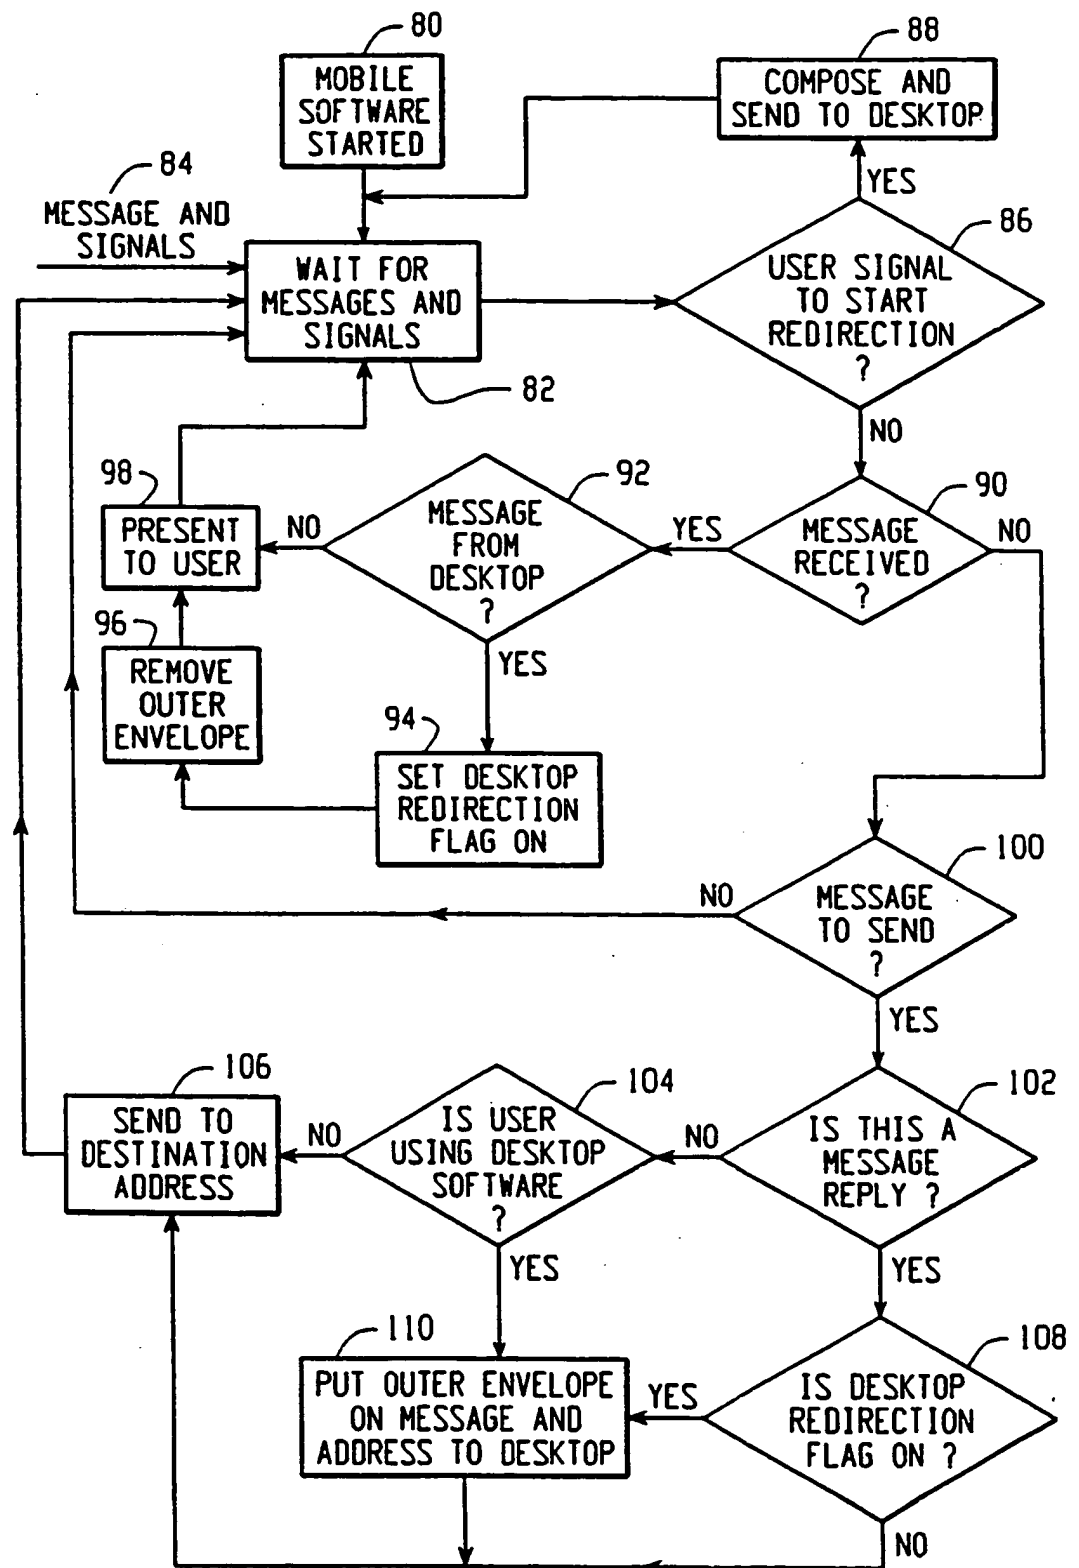 80
MOBILE
SOFTWARE
STARTED
88
COMPOSE AND
SEND TO DESKTOP
YES
84
MESSAGE AND
SIGNALS
86
USER SIGNAL
TO START
REDIRECTION
?
WAIT FOR
MESSAGES AND
SIGNALS
82
NO
98
PRESENT
TO USER
NO
92
MESSAGE
FROM
DESKTOP
?
YES
90
MESSAGE
RECEIVED
?
NO
96
REMOVE
OUTER
ENVELOPE
YES
94
SET DESKTOP
REDIRECTION
FLAG ON
100
MESSAGE
TO SEND
?
NO
YES
106
SEND TO
DESTINATION
ADDRESS
NO
104
IS USER
USING DESKTOP
SOFTWARE
?
NO
102
IS THIS A
MESSAGE
REPLY ?
YES
YES
110
PUT OUTER ENVELOPE
ON MESSAGE AND
ADDRESS TO DESKTOP
YES
108
IS DESKTOP
REDIRECTION
FLAG ON ?
NO